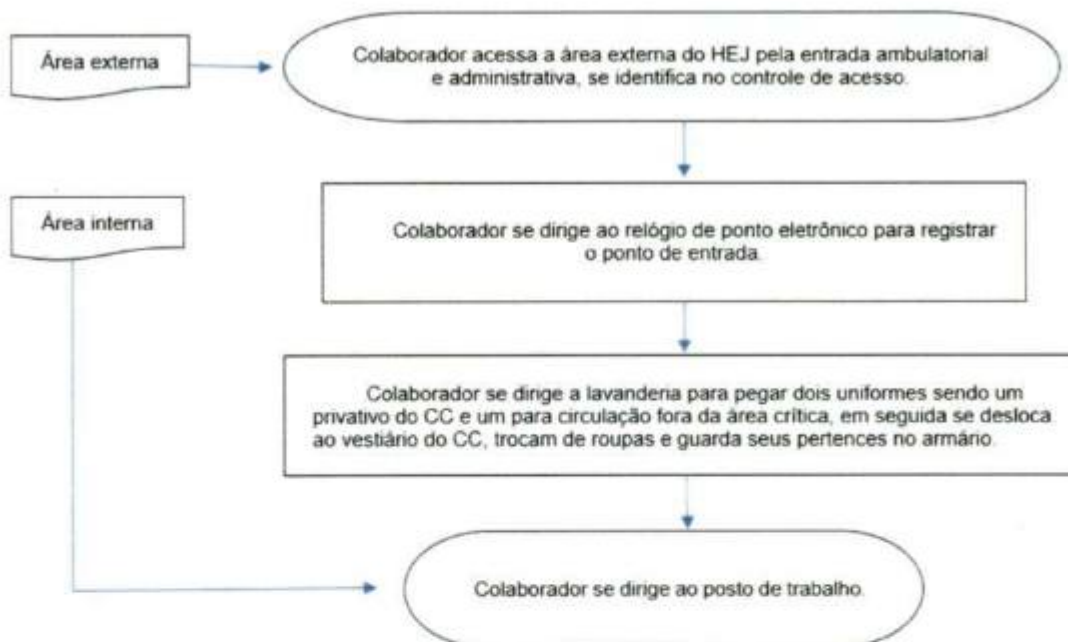 Área externa
Colaborador acessa a área externa do HEJ pela entrada ambulatorial
e administrativa, se identifica no controle de acesso.
Área interna
Colaborador se dirige ao relógio de ponto eletrônico para registrar
o ponto de entrada.
Colaborador se dirige a lavanderia para pegar dois uniformes sendo um
privativo do CC e um para circulação fora da área crítica, em seguida se desloca
ao vestiário do CC, trocam de roupas e guarda seus pertences no armário.
Colaborador se dirige ao posto de trabalho.